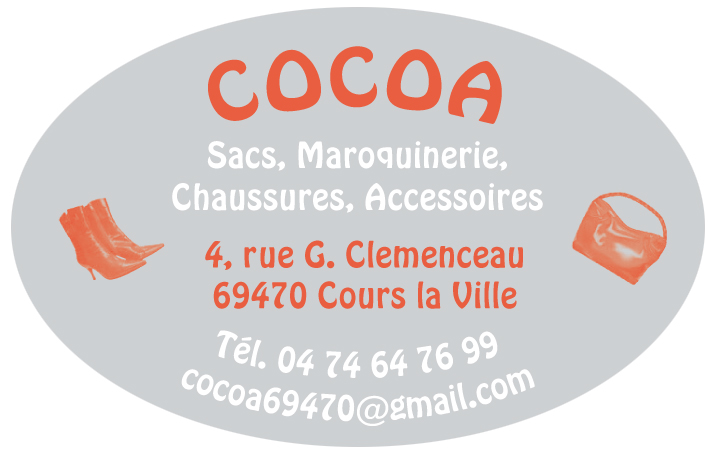 COCOA
Sacs, Maroquinerie,
Chaussures, Accessoires
4, rue G. Clemenceau
69470 Cours la Ville
Tél. 04 74 64 76 99
cocoa69470@gmail.com